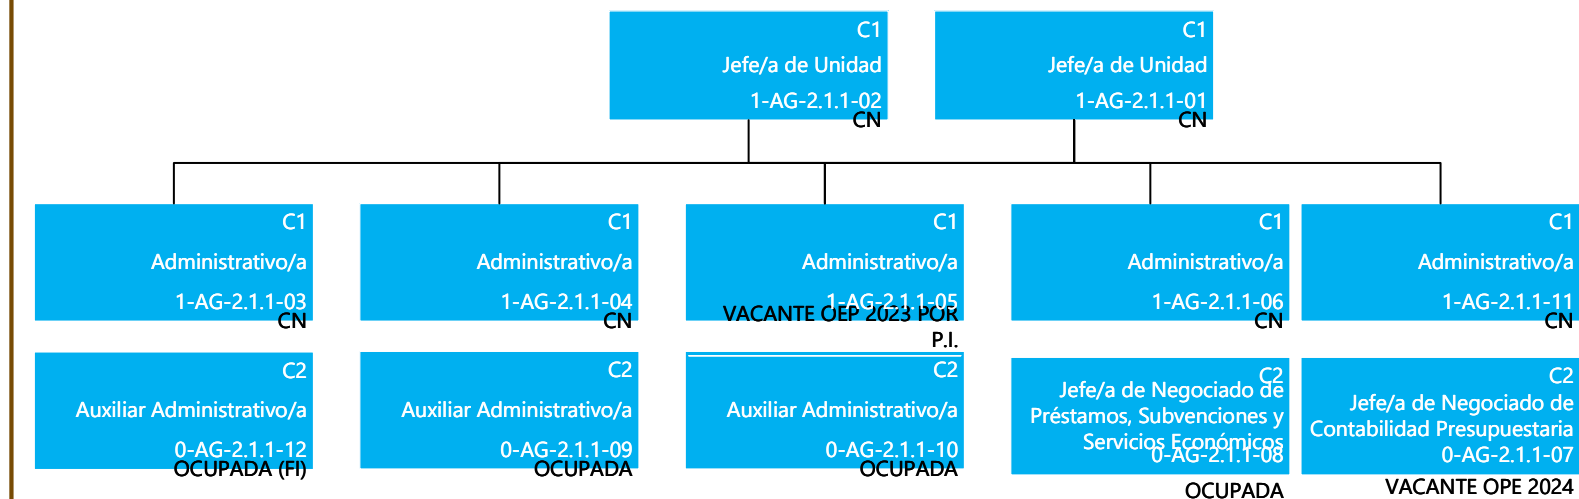 C1
Jefe/a de Unidad
1-AG-2.1.1-02
CN
C1
Jefe/a de Unidad
1-AG-2.1.1-01
CN
C1
Administrativo/a
1-AG-2.1.1-03
CN
C1
Administrativo/a
1-AG-2.1.1-04
CN
C1
Administrativo/a
1-AG-2.1.1-05
VACANTE OEP 2023 POR
P.I.
C1
Administrativo/a
1-AG-2.1.1-06
CN
C1
Administrativo/a
1-AG-2.1.1-11
CN
C2
Auxiliar Administrativo/a
0-AG-2.1.1-12
OCUPADA (FI)
C2
Auxiliar Administrativo/a
0-AG-2.1.1-09
OCUPADA
C2
Auxiliar Administrativo/a
0-AG-2.1.1-10
OCUPADA
C2
Jefe/a de Negociado de
Préstamos, Subvenciones y
Servicios Económicos
0-AG-2.1.1-08
OCUPADA
C2
Jefe/a de Negociado de
Contabilidad Presupuestaria
0-AG-2.1.1-07
VACANTE OPE 2024